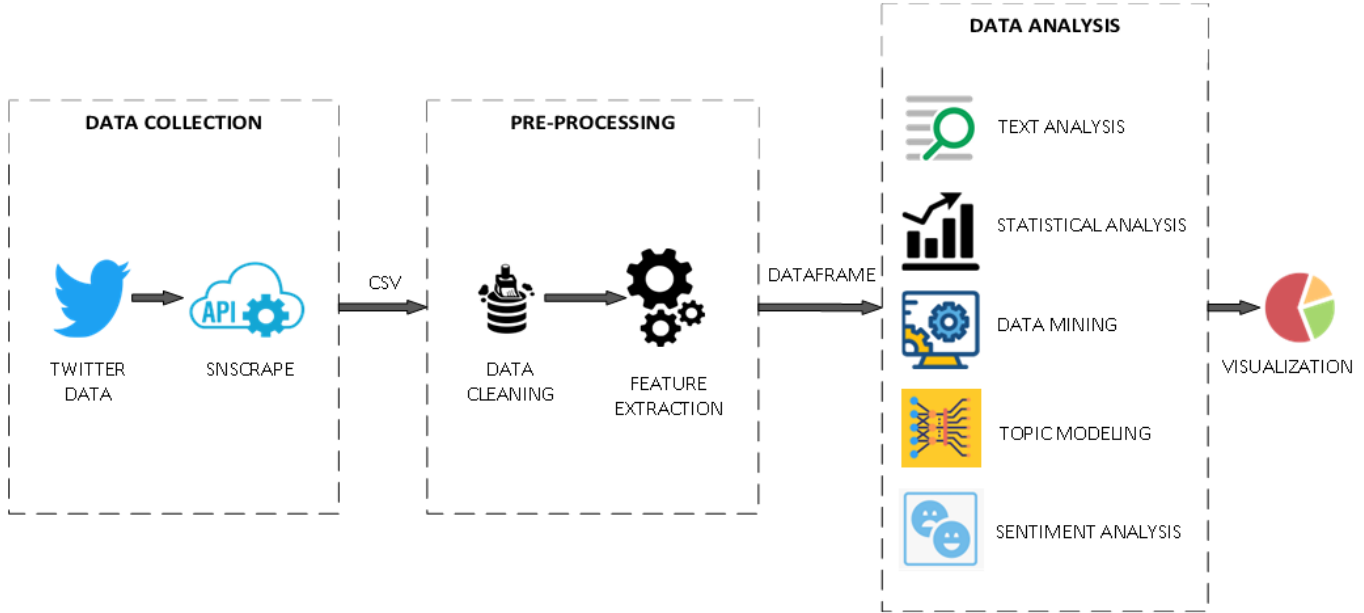 DATA COLLECTION
TWITTER
DATA
API
SNSCRAPE
CSV
PRE-PROCESSING
DATA
CLEANING
FEATURE
EXTRACTION
DATAFRAME
DATA ANALYSIS
TEXT ANALYSIS
STATISTICAL ANALYSIS
DATA MINING
TOPIC MODELING
SENTIMENT ANALYSIS
VISUALIZATION